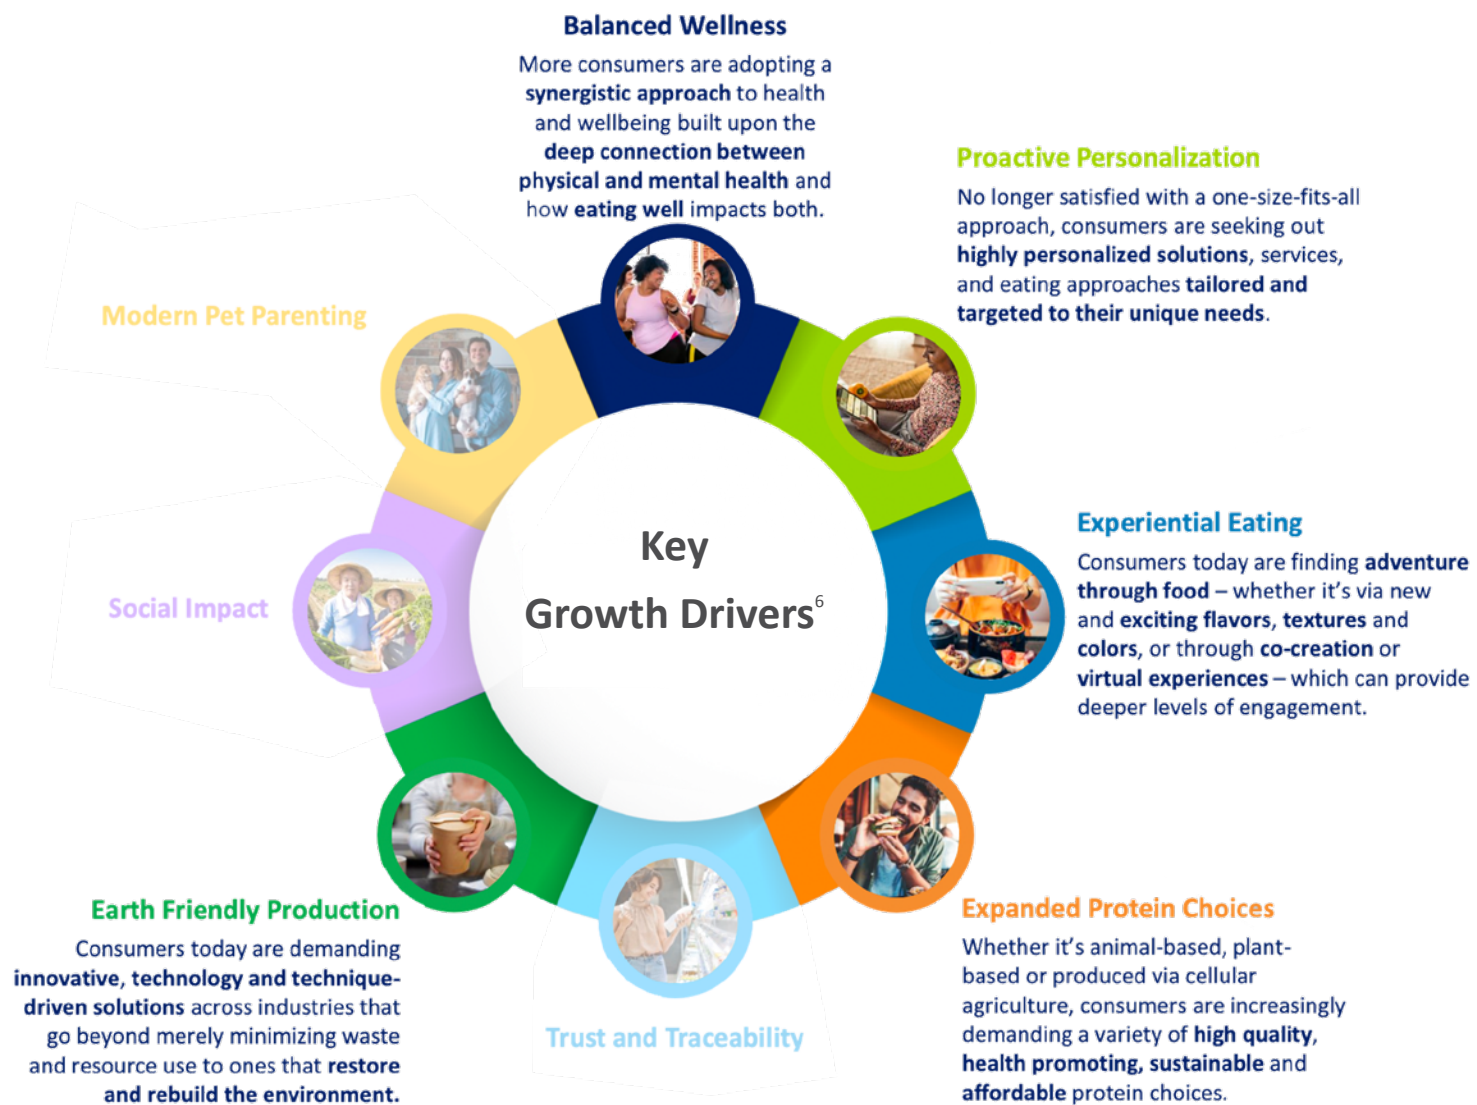 Balanced Wellness
More consumers are adopting a
synergistic approach to health
and wellbeing built upon the
deep connection between
physical and mental health and
how eating well impacts both.
Proactive Personalization
No longer satisfied with a one-size-fits-all
approach, consumers are seeking out
highly personalized solutions, services,
and eating approaches tailored and
targeted to their unique needs.
Experiential Eating
Consumers today are finding adventure
through food – whether it's via new
and exciting flavors, textures and
colors, or through co-creation or
virtual experiences – which can provide
deeper levels of engagement.
Expanded Protein Choices
Whether it's animal-based, plant-
based or produced via cellular
agriculture, consumers are increasingly
demanding a variety of high quality,
health promoting, sustainable and
affordable protein choices.
Trust and Traceability
Earth Friendly Production
Consumers today are demanding
innovative, technology and technique-
driven solutions across industries that
go beyond merely minimizing waste
and resource use to ones that restore
and rebuild the environment.
Social Impact
Modern Pet Parenting
Key
Growth Drivers6